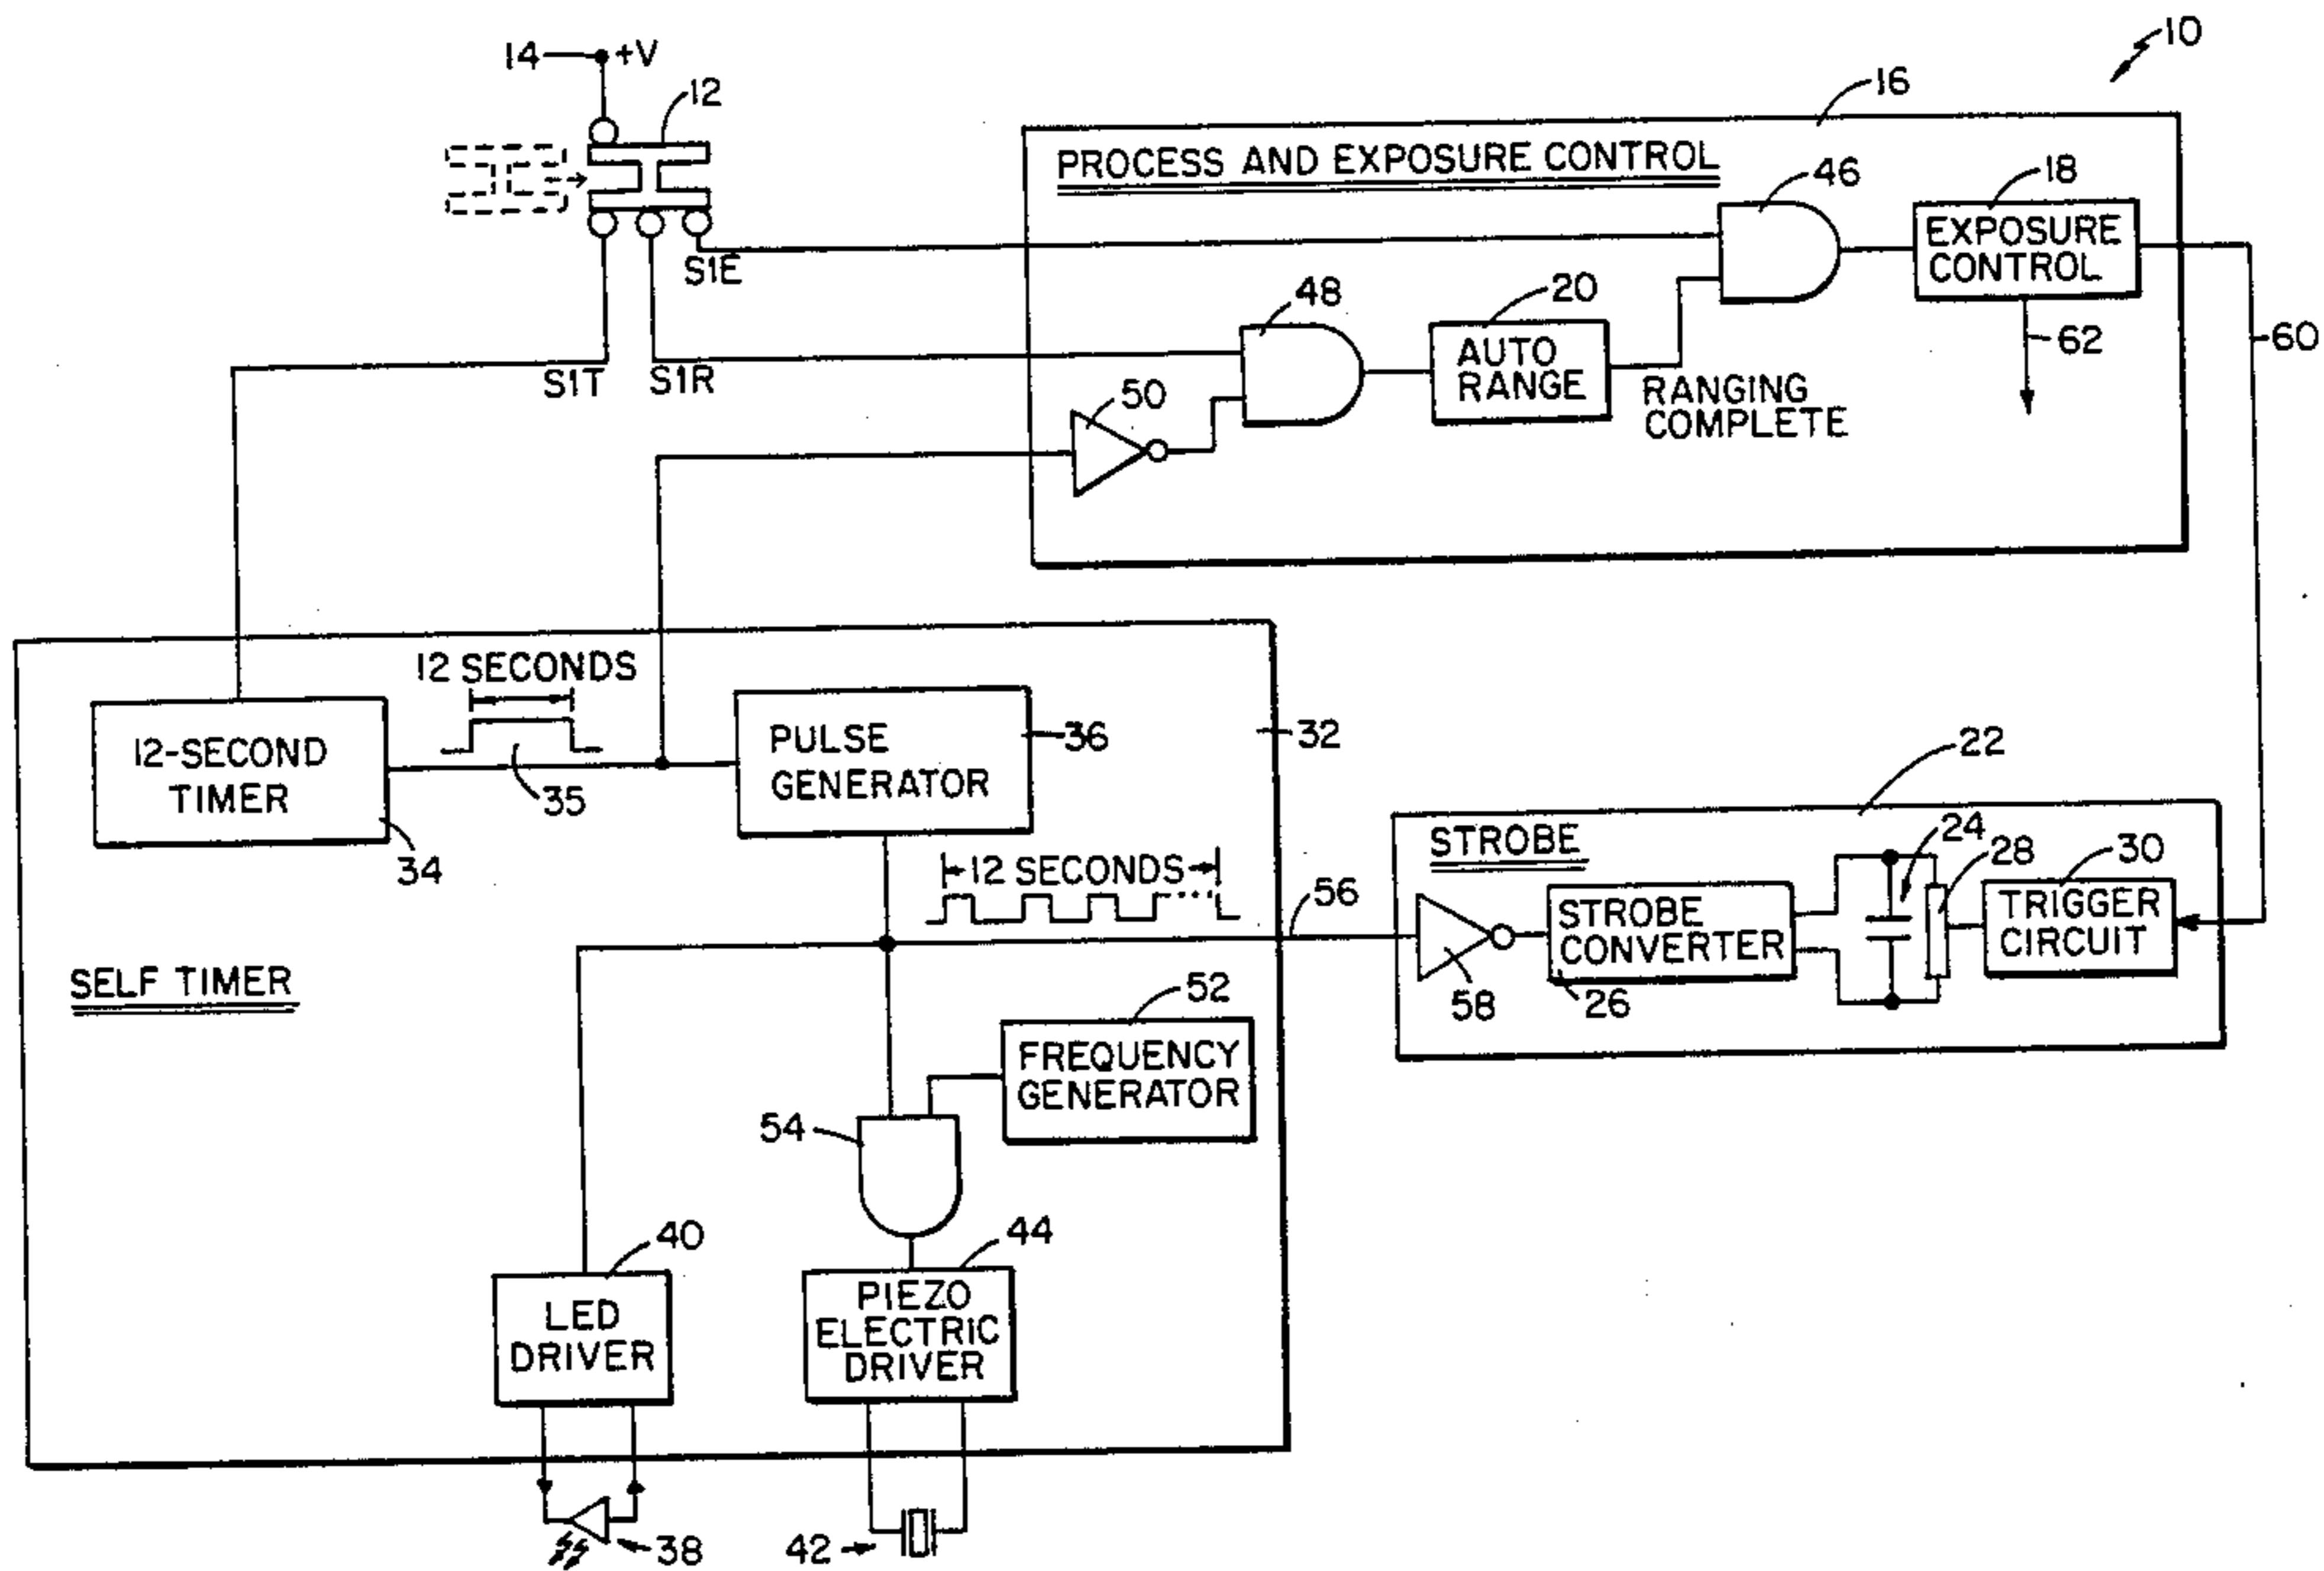 10
14 +V
12
16
PROCESS AND EXPOSURE CONTROL
46
18
EXPOSURE
CONTROL
S1E
48
20
AUTO
RANGE
62
60
S1T
S1R
RANGING
COMPLETE
50
12 SECONDS
12-SECOND
TIMER
35
34
PULSE
GENERATOR
36
32
22
STROBE
24
28
30
12 SECONDS
56
STROBE
CONVERTER
TRIGGER
CIRCUIT
58
26
SELF TIMER
52
FREQUENCY
GENERATOR
54
40
44
LED
DRIVER
PIEZO
ELECTRIC
DRIVER
38
42